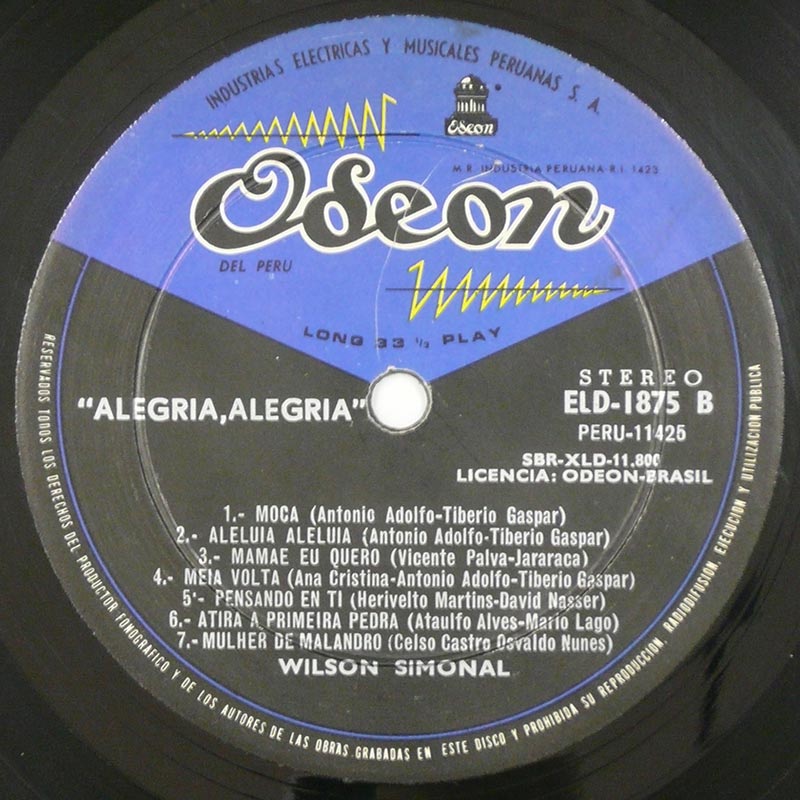 INDUSTRIAS ELECTRICAS Y MUSICALES PERUANAS S. A.
Odeon
M.R. INDUSTRIA PERUANA-R.I. 1423
Odeon
DEL PERU
LONG 33 1/3 PLAY
"ALEGRIA, ALEGRIA"
STEREO
ELD-1875 B
PERU-11425
SBR-XLD-11.800
LICENCIA: ODEON-BRASIL
1.- MOCA (Antonio Adolfo-Tiberio Gaspar)
2.- ALELUIA ALELUIA (Antonio Adolfo-Tiberio Gaspar)
3.- MAMAE EU QUERO (Vicente Palva-Jararaca)
4.- MEIA VOLTA (Ana Cristina-Antonio Adolfo-Tiberio Gaspar)
5'- PENSANDO EN TI (Herivelto Martins-David Nasser)
6.- ATIRA A PRIMEIRA PEDRA (Ataulfo Alves-Mario Lago)
7.- MULHER DE MALANDRO (Celso Castro Osvaldo Nunes)
WILSON SIMONAL
RESERVADOS TODOS LOS DERECHOS DEL PRODUCTOR FONOGRAFICO Y DE LOS AUTORES DE LAS OBRAS GRABADAS EN ESTE DISCO Y PROHIBIDA SU REPRODUCCION, RADIODIFUSION, EJECUCION Y UTILIZACION PUBLICA